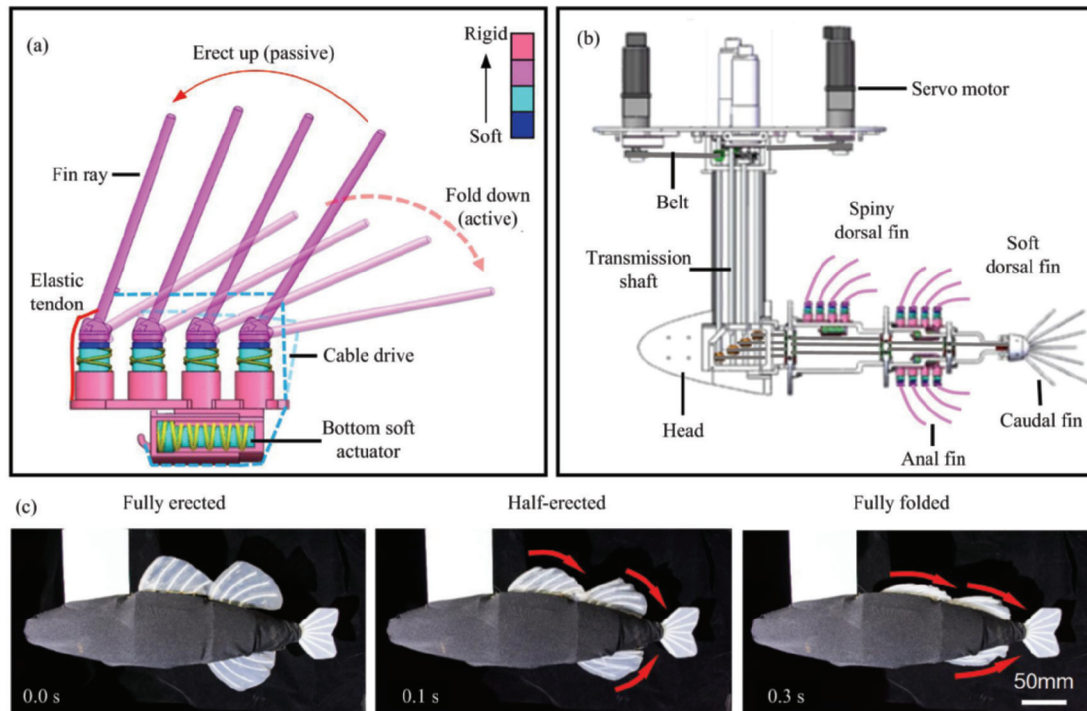 (a)
Rigid
Erect up (passive)
Soft
Fin ray
Fold down
(active)
Elastic
tendon
Cable drive
Bottom soft
actuator
(b)
Servo motor
Belt
Spiny
dorsal fin
Soft
dorsal fin
Transmission
shaft
Head
Caudal fin
Anal fin
(c)
Fully erected
Half-erected
Fully folded
0.0 s
0.1 s
0.3 s
50mm